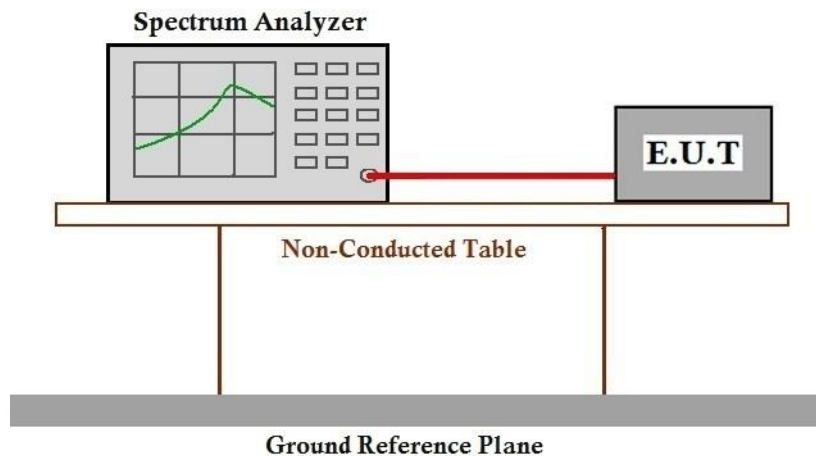 Spectrum Analyzer
E.U.T
Non-Conducted Table
Ground Reference Plane